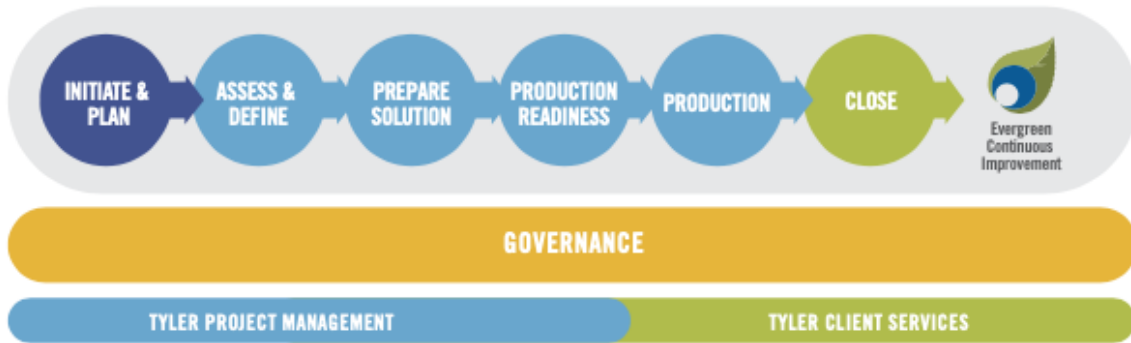 INITIATE &
PLAN
ASSESS &
DEFINE
PREPARE
SOLUTION
PRODUCTION
READINESS
PRODUCTION
CLOSE
Evergreen
Continuous
Improvement
GOVERNANCE
TYLER PROJECT MANAGEMENT
TYLER CLIENT SERVICES